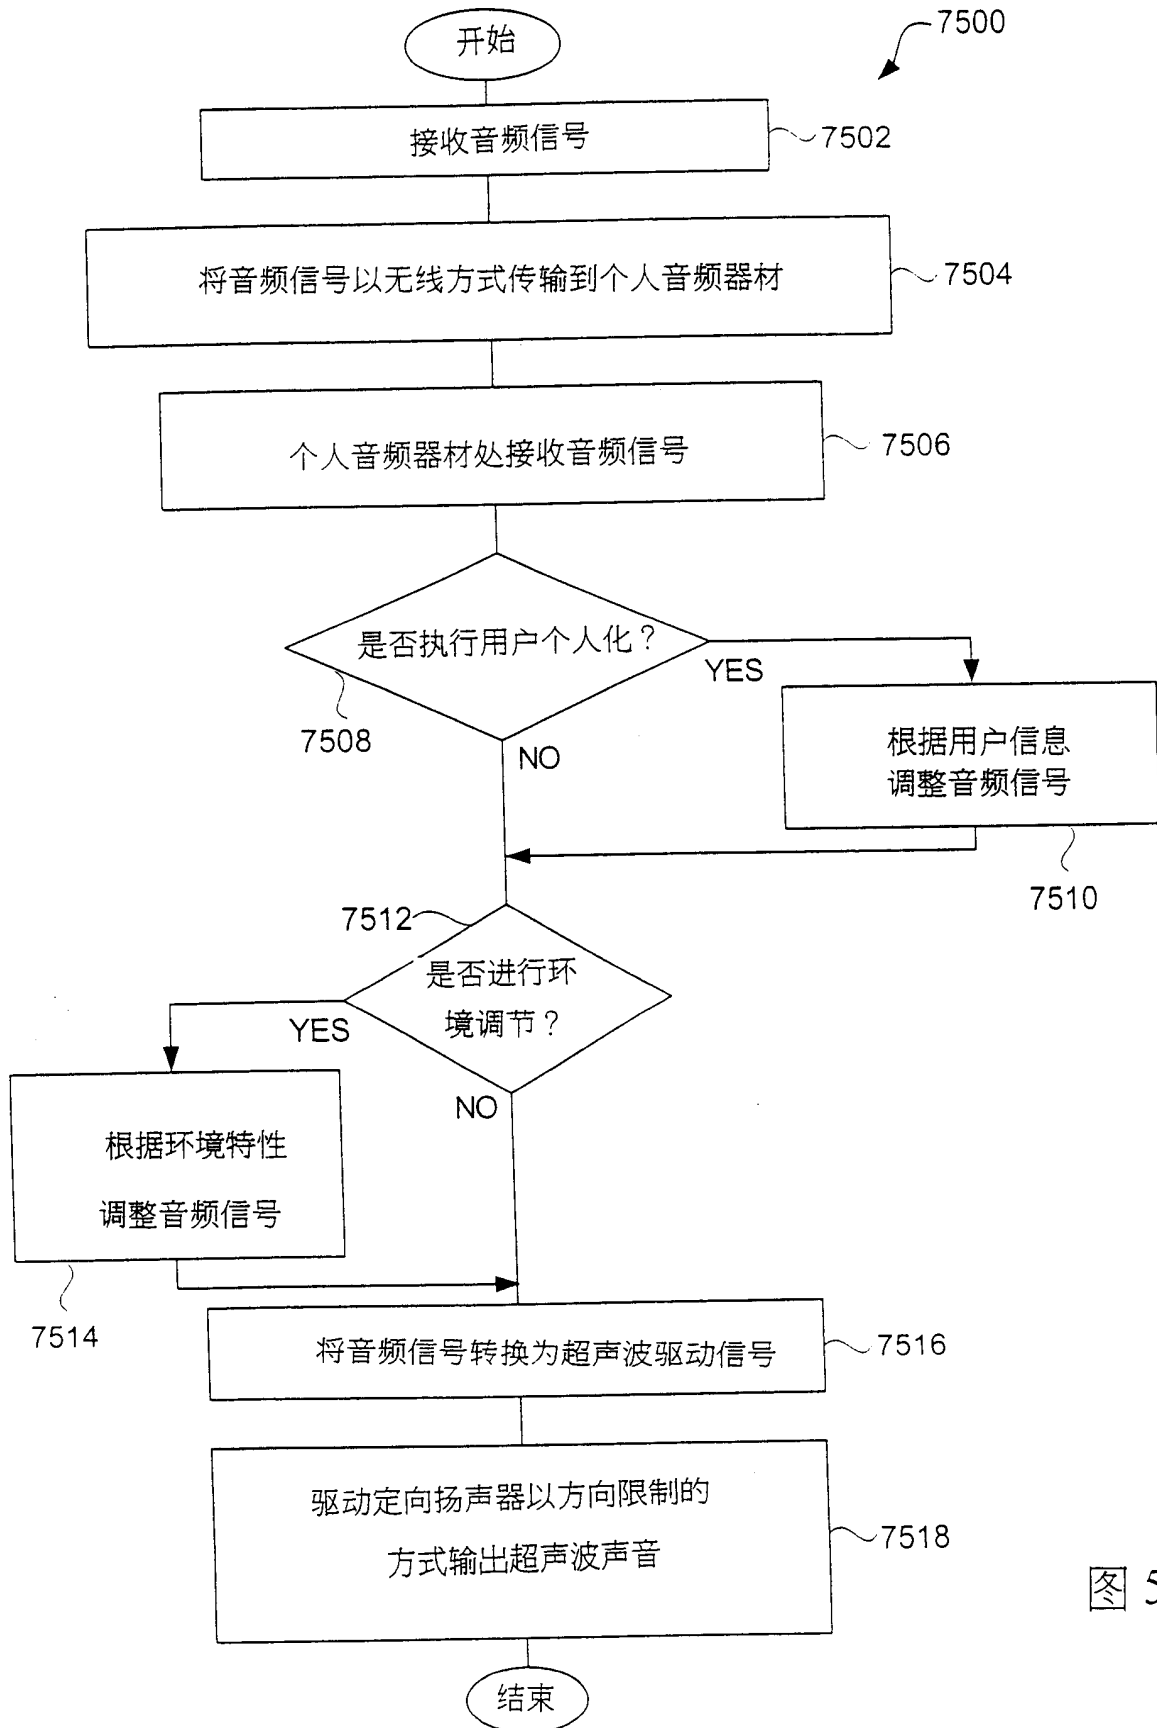 开始
7500
接收音频信号
7502
将音频信号以无线方式传输到个人音频器材
7504
个人音频器材处接收音频信号
7506
是否执行用户个人化？
YES
7508
NO
根据用户信息
调整音频信号
7510
7512
是否进行环
境调节？
YES
NO
根据环境特性
调整音频信号
7514
将音频信号转换为超声波驱动信号
7516
驱动定向扬声器以方向限制的
方式输出超声波声音
7518
图 5
结束